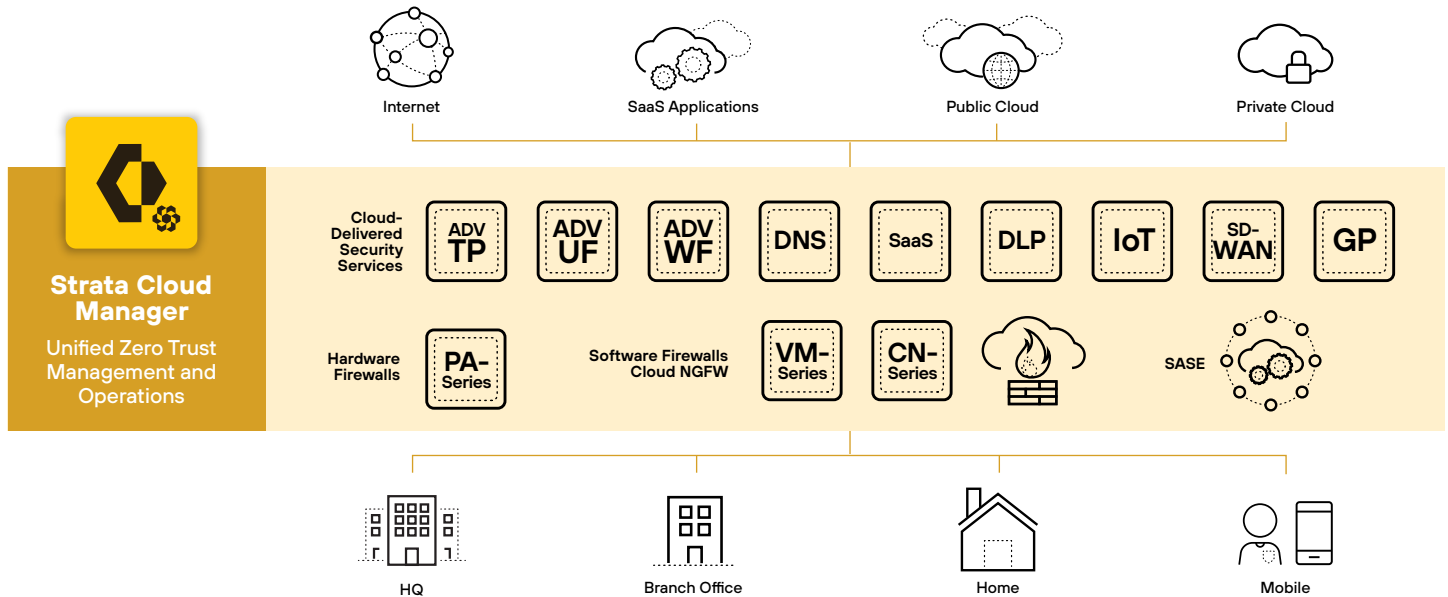 Internet
SaaS Applications
Public Cloud
Private Cloud
Strata Cloud
Manager
Unified Zero Trust
Management and
Operations
Cloud-
Delivered
Security
Services
ADV
TP
ADV
UF
ADV
WF
DNS
SaaS
DLP
IoT
SD-
WAN
GP
Hardware
Firewalls
PA-
Series
Software Firewalls
Cloud NGFW
VM-
Series
CN-
Series
SASE
HQ
Branch Office
Home
Mobile